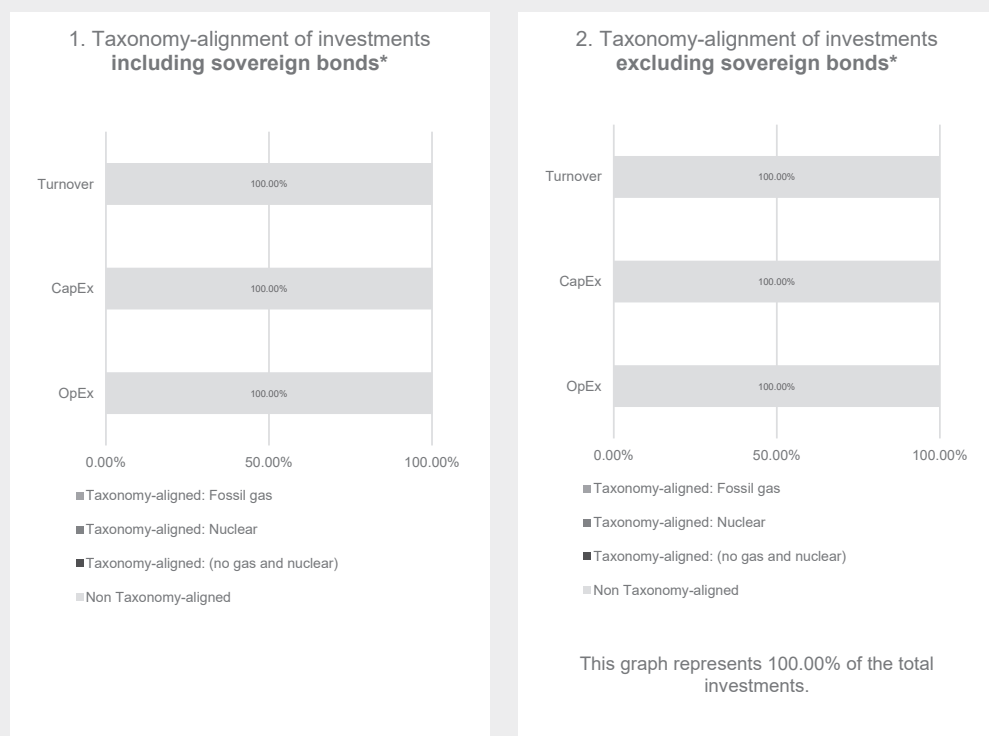 1. Taxonomy-alignment of investments
including sovereign bonds*
Turnover
100.00%
CapEx
100.00%
OpEx
100.00%
0.00%
50.00%
100.00%
Taxonomy-aligned: Fossil gas
Taxonomy-aligned: Nuclear
Taxonomy-aligned: (no gas and nuclear)
Non Taxonomy-aligned
2. Taxonomy-alignment of investments
excluding sovereign bonds*
Turnover
100.00%
CapEx
100.00%
OpEx
100.00%
0.00%
50.00%
100.00%
Taxonomy-aligned: Fossil gas
Taxonomy-aligned: Nuclear
Taxonomy-aligned: (no gas and nuclear)
Non Taxonomy-aligned
This graph represents 100.00% of the total
investments.